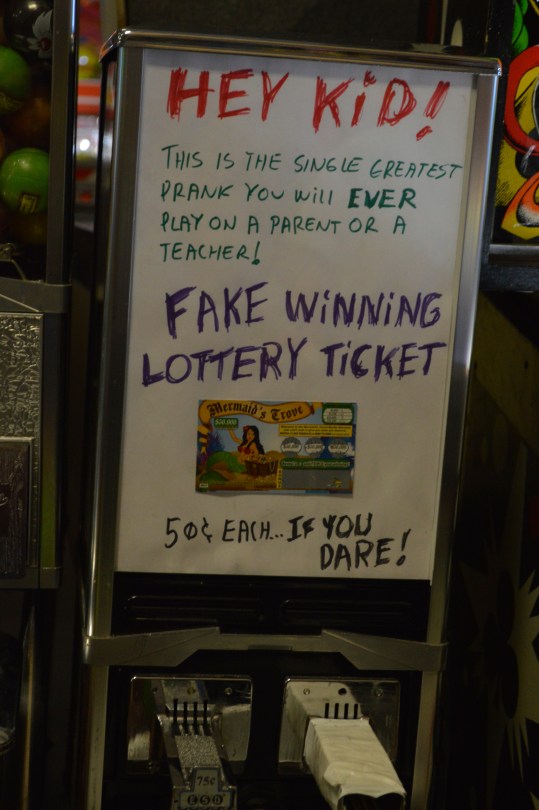 HEY KiD!
THIS IS THE SINGLE GREATEST
PRANK YOU Will EVER
PLAY ON A PARENT OR A
TEACHER!
FAKE WiNNiNG
LOTTERY TiCKET
Mermaid's Trove
50¢ EACH... IF YOU
DARE!
75¢